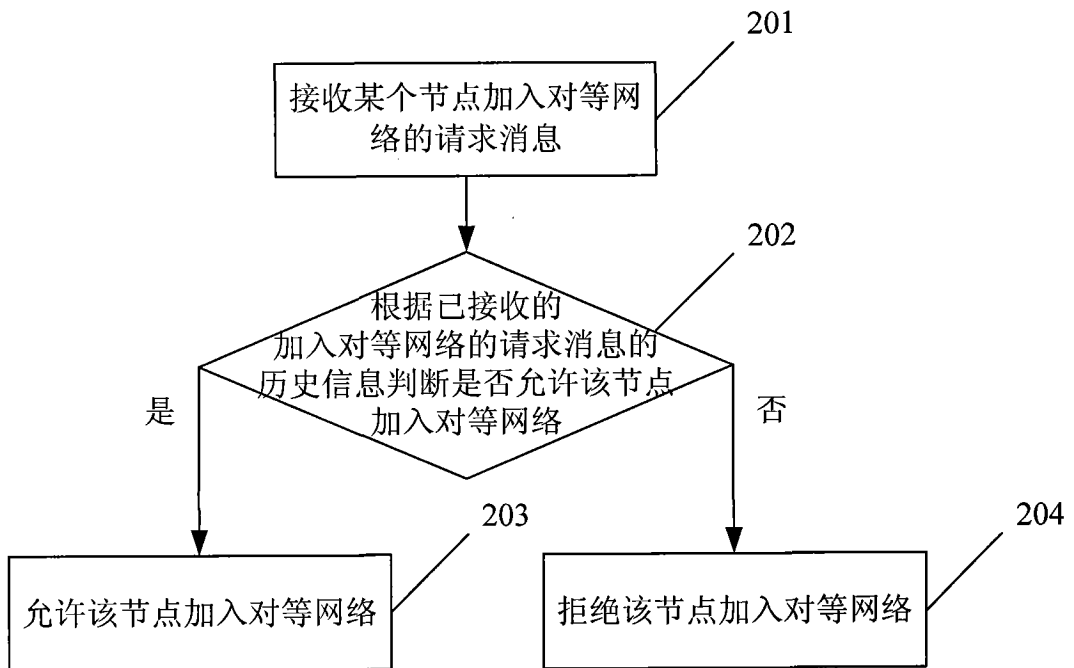 201
接收某个节点加入对等网
络的请求消息
202
根据已接收的
加入对等网络的请求消息的
历史信息判断是否允许该节点
加入对等网络
是
否
203
204
允许该节点加入对等网络
拒绝该节点加入对等网络